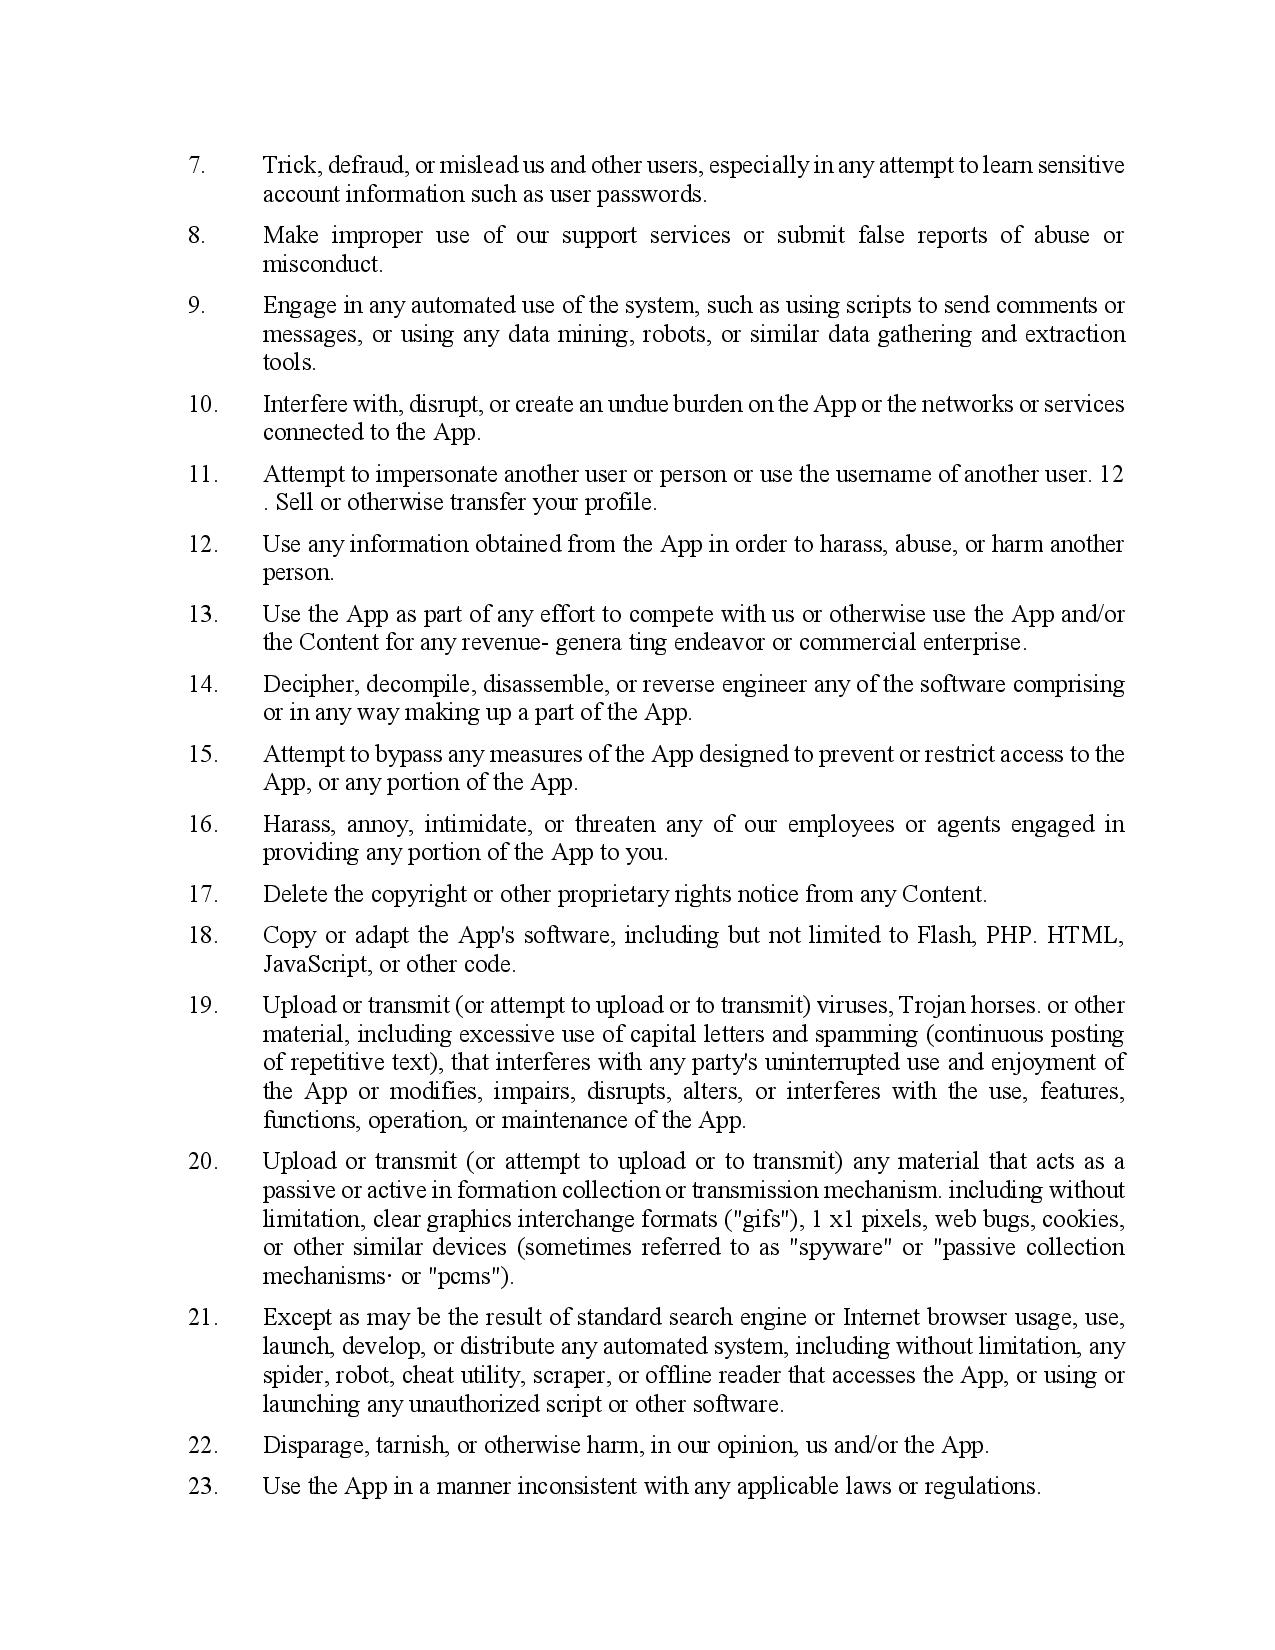 7. Trick, defraud, or mislead us and other users, especially in any attempt to learn sensitive
account information such as user passwords.
8. Make improper use of our support services or submit false reports of abuse or
misconduct.
9. Engage in any automated use of the system, such as using scripts to send comments or
messages, or using any data mining, robots, or similar data gathering and extraction
tools.
10. Interfere with, disrupt, or create an undue burden on the App or the networks or services
connected to the App.
11. Attempt to impersonate another user or person or use the username of another user. 12
. Sell or otherwise transfer your profile.
12. Use any information obtained from the App in order to harass, abuse, or harm another
person.
13. Use the App as part of any effort to compete with us or otherwise use the App and/or
the Content for any revenue- genera ting endeavor or commercial enterprise.
14. Decipher, decompile, disassemble, or reverse engineer any of the software comprising
or in any way making up a part of the App.
15. Attempt to bypass any measures of the App designed to prevent or restrict access to the
App, or any portion of the App.
16. Harass, annoy, intimidate, or threaten any of our employees or agents engaged in
providing any portion of the App to you.
17. Delete the copyright or other proprietary rights notice from any Content.
18. Copy or adapt the App's software, including but not limited to Flash, PHP. HTML,
JavaScript, or other code.
19. Upload or transmit (or attempt to upload or to transmit) viruses, Trojan horses. or other
material, including excessive use of capital letters and spamming (continuous posting
of repetitive text), that interferes with any party's uninterrupted use and enjoyment of
the App or modifies, impairs, disrupts, alters, or interferes with the use, features,
functions, operation, or maintenance of the App.
20. Upload or transmit (or attempt to upload or to transmit) any material that acts as a
passive or active in formation collection or transmission mechanism. including without
limitation, clear graphics interchange formats ("gifs"), 1 x1 pixels, web bugs, cookies,
or other similar devices (sometimes referred to as "spyware" or "passive collection
mechanisms· or "pcms").
21. Except as may be the result of standard search engine or Internet browser usage, use,
launch, develop, or distribute any automated system, including without limitation, any
spider, robot, cheat utility, scraper, or offline reader that accesses the App, or using or
launching any unauthorized script or other software.
22. Disparage, tarnish, or otherwise harm, in our opinion, us and/or the App.
23. Use the App in a manner inconsistent with any applicable laws or regulations.